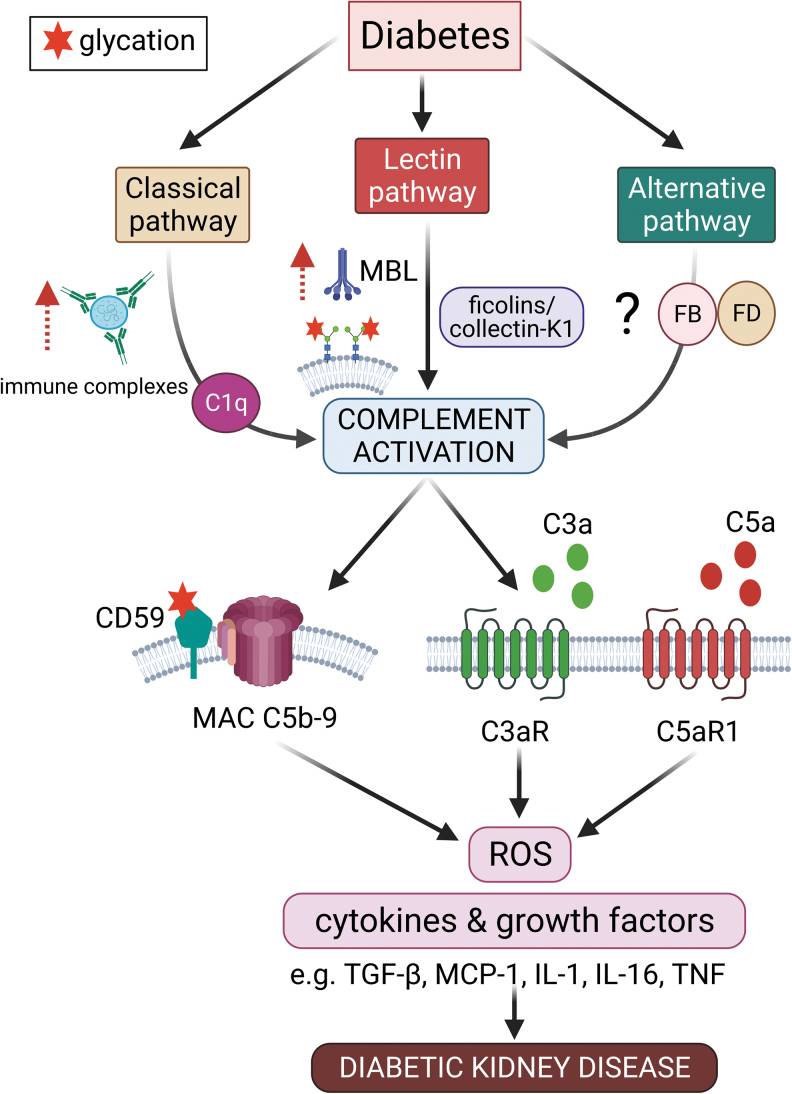 glycation
Diabetes
Classical
pathway
Lectin
pathway
Alternative
pathway
MBL
ficolins/
collectin-K1
?
FB
FD
immune complexes
C1q
COMPLEMENT
ACTIVATION
C3a
C5a
CD59
MAC C5b-9
C3aR
C5aR1
ROS
cytokines & growth factors
e.g. TGF-β, MCP-1, IL-1, IL-16, TNF
DIABETIC KIDNEY DISEASE